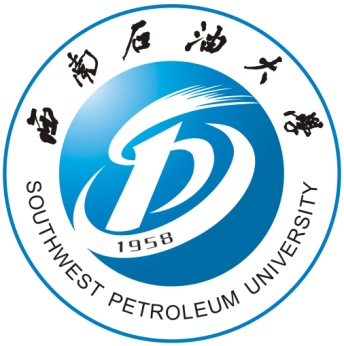 西南石油大学
1958
SOUTHWEST PETROLEUM UNIVERSITY